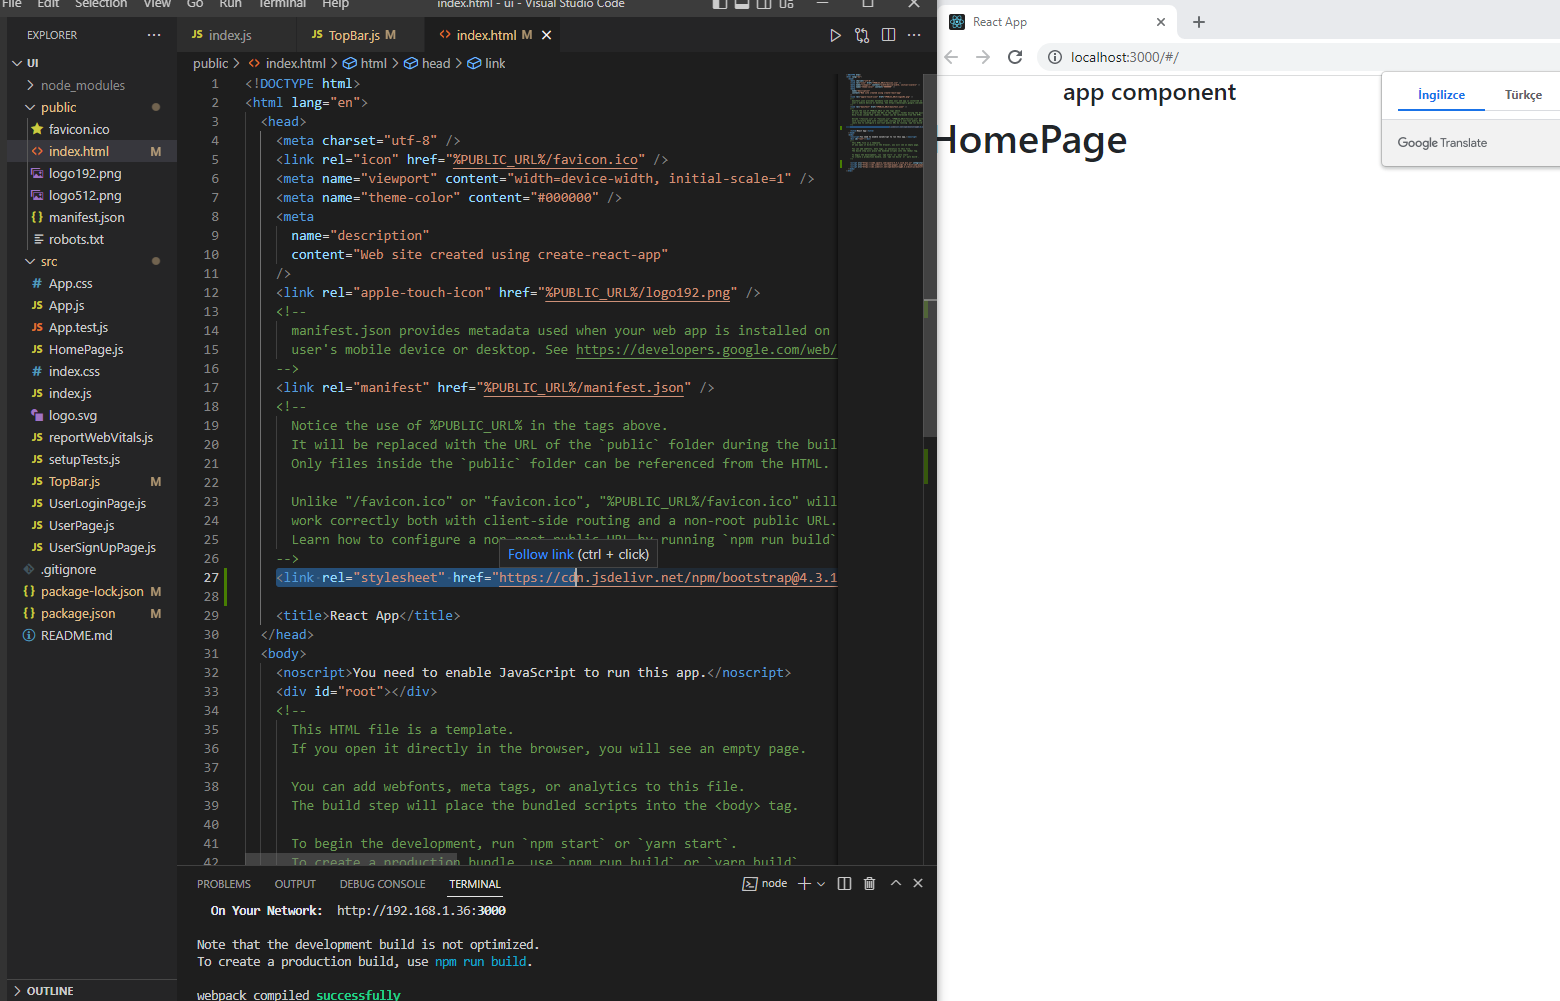 File Edit Selection View Go Run Terminal Help
index.html - ui - Visual Studio Code
EXPLORER
UI
node_modules
public
favicon.ico
index.html M
logo192.png
logo512.png
manifest.json
robots.txt
src
App.css
App.js
App.test.js
HomePage.js
index.css
index.js
logo.svg
reportWebVitals.js
setupTests.js
TopBar.js M
UserLoginPage.js
UserPage.js
UserSignUpPage.js
.gitignore
package-lock.json M
package.json M
README.md
OUTLINE
JS index.js
JS TopBar.js M
index.html M
public > index.html > html > head > link
1 <!DOCTYPE html>
2 <html lang="en">
3 <head>
4 <meta charset="utf-8" />
5 <link rel="icon" href="%PUBLIC_URL%/favicon.ico" />
6 <meta name="viewport" content="width=device-width, initial-scale=1" />
7 <meta name="theme-color" content="#000000" />
8 <meta
9 name="description"
10 content="Web site created using create-react-app"
11 />
12 <link rel="apple-touch-icon" href="%PUBLIC_URL%/logo192.png" />
13 <!--
14 manifest.json provides metadata used when your web app is installed on
15 user's mobile device or desktop. See https://developers.google.com/web/
16 -->
17 <link rel="manifest" href="%PUBLIC_URL%/manifest.json" />
18 <!--
19 Notice the use of %PUBLIC_URL% in the tags above.
20 It will be replaced with the URL of the `public` folder during the buil
21 Only files inside the `public` folder can be referenced from the HTML.
22
23 Unlike "/favicon.ico" or "favicon.ico", "%PUBLIC_URL%/favicon.ico" will
24 work correctly both with client-side routing and a non-root public URL.
25 Learn how to configure a non-root public URL by running `npm run build`
Follow link (ctrl + click)
26 -->
27 <link rel="stylesheet" href="https://cdn.jsdelivr.net/npm/bootstrap@4.3.1
28
29 <title>React App</title>
30 </head>
31 <body>
32 <noscript>You need to enable JavaScript to run this app.</noscript>
33 <div id="root"></div>
34 <!--
35 This HTML file is a template.
36 If you open it directly in the browser, you will see an empty page.
37
38 You can add webfonts, meta tags, or analytics to this file.
39 The build step will place the bundled scripts into the <body> tag.
40
41 To begin the development, run `npm start` or `yarn start`.
42 To create a production bundle, use `npm run build` or `yarn build`
PROBLEMS OUTPUT DEBUG CONSOLE TERMINAL
node
On Your Network: http://192.168.1.36:3000
Note that the development build is not optimized.
To create a production build, use npm run build.
webpack compiled successfully
React App
localhost:3000/#/
app component
HomePage
İngilizce Türkçe
Google Translate